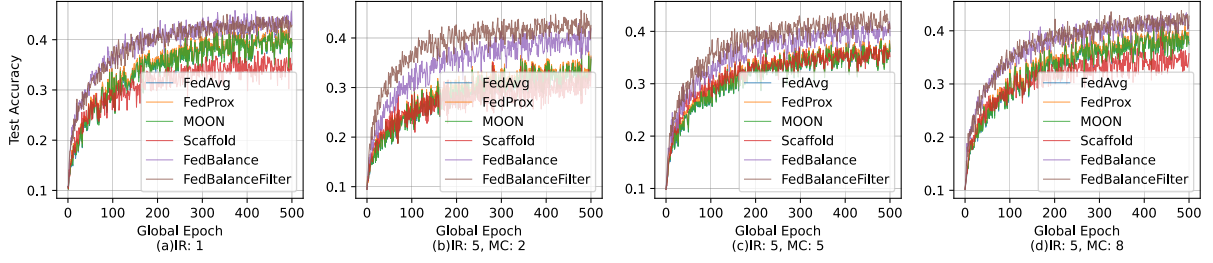 Test Accuracy
0.4
0.3
0.2
0.1
FedAvg
FedProx
MOON
Scaffold
FedBalance
FedBalanceFilter
0 100 200 300 400 500
Global Epoch
(a)IR: 1
0.4
0.3
0.2
0.1
FedAvg
FedProx
MOON
Scaffold
FedBalance
FedBalanceFilter
0 100 200 300 400 500
Global Epoch
(b)IR: 5, MC: 2
0.4
0.3
0.2
0.1
FedAvg
FedProx
MOON
Scaffold
FedBalance
FedBalanceFilter
0 100 200 300 400 500
Global Epoch
(c)IR: 5, MC: 5
0.4
0.3
0.2
0.1
FedAvg
FedProx
MOON
Scaffold
FedBalance
FedBalanceFilter
0 100 200 300 400 500
Global Epoch
(d)IR: 5, MC: 8